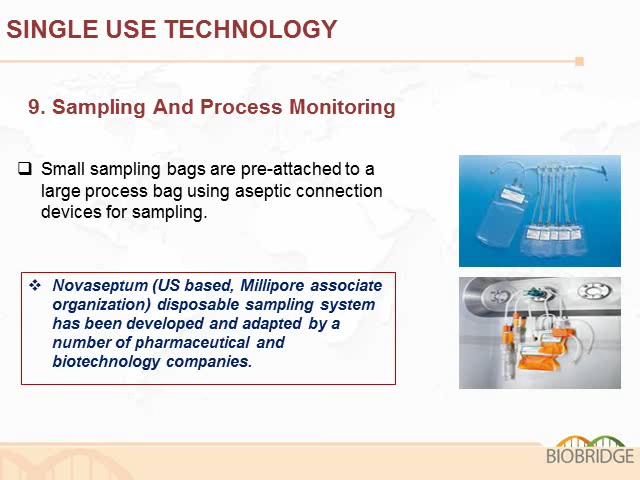 SINGLE USE TECHNOLOGY
9. Sampling And Process Monitoring
Small sampling bags are pre-attached to a
large process bag using aseptic connection
devices for sampling.
Novaseptum (US based, Millipore associate
organization) disposable sampling system
has been developed and adapted by a
number of pharmaceutical and
biotechnology companies.
BIOBRIDGE